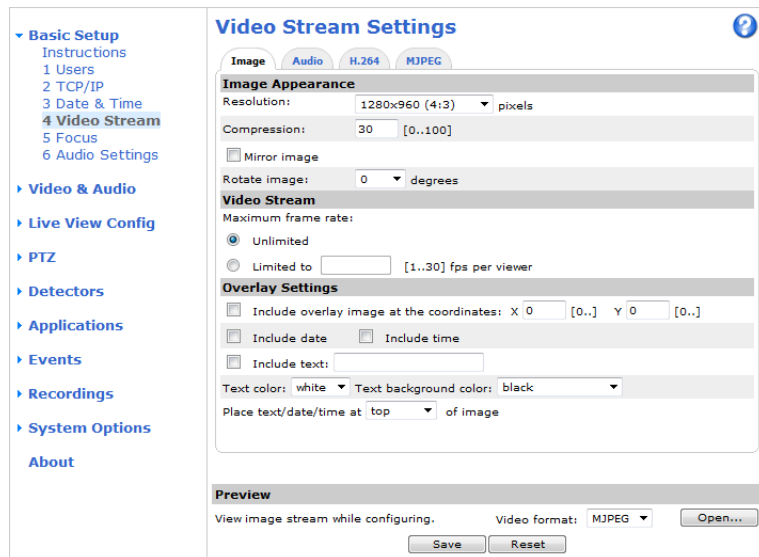 Basic Setup
Instructions
1 Users
2 TCP/IP
3 Date & Time
4 Video Stream
5 Focus
6 Audio Settings
Video & Audio
Live View Config
PTZ
Detectors
Applications
Events
Recordings
System Options
About
Video Stream Settings
?
Image Audio H.264 MJPEG
Image Appearance
Resolution: 1280x960 (4:3) pixels
Compression: 30 [0..100]
Mirror image
Rotate image: 0 degrees
Video Stream
Maximum frame rate:
Unlimited
Limited to [1..30] fps per viewer
Overlay Settings
Include overlay image at the coordinates: X 0 [0..] Y 0 [0..]
Include date Include time
Include text:
Text color: white Text background color: black
Place text/date/time at top of image
Preview
View image stream while configuring. Video format: MJPEG Open...
Save Reset